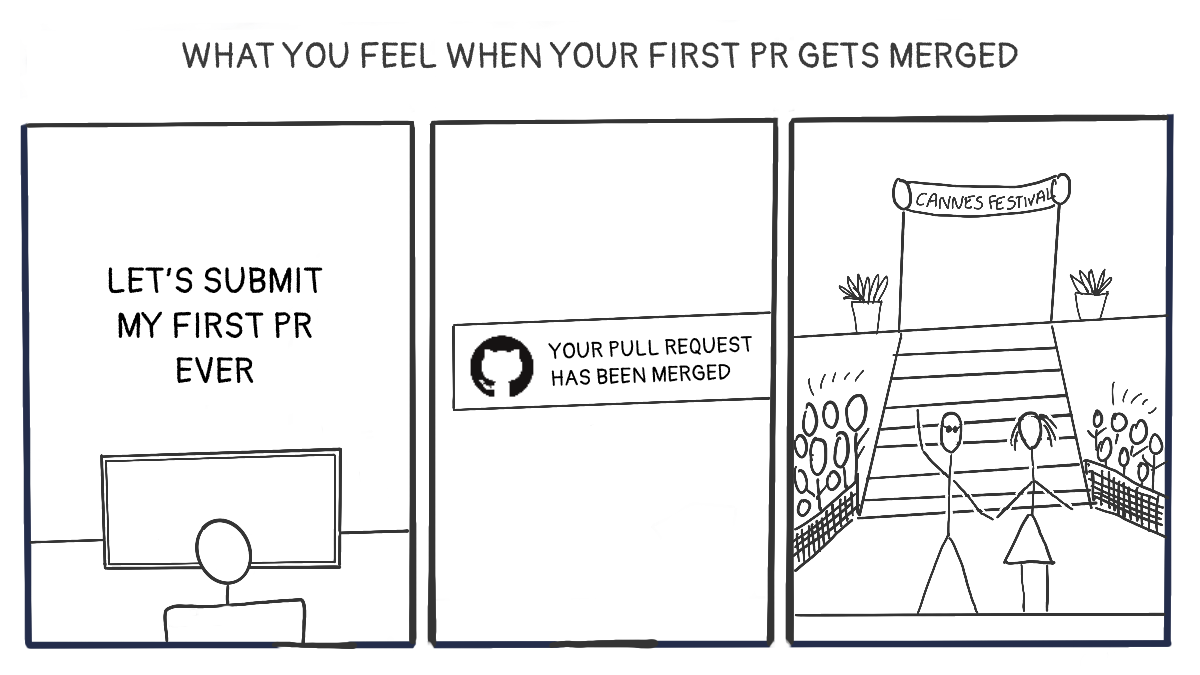 WHAT YOU FEEL WHEN YOUR FIRST PR GETS MERGED
LET'S SUBMIT
MY FIRST PR
EVER
YOUR PULL REQUEST
HAS BEEN MERGED
CANNES FESTIVAL